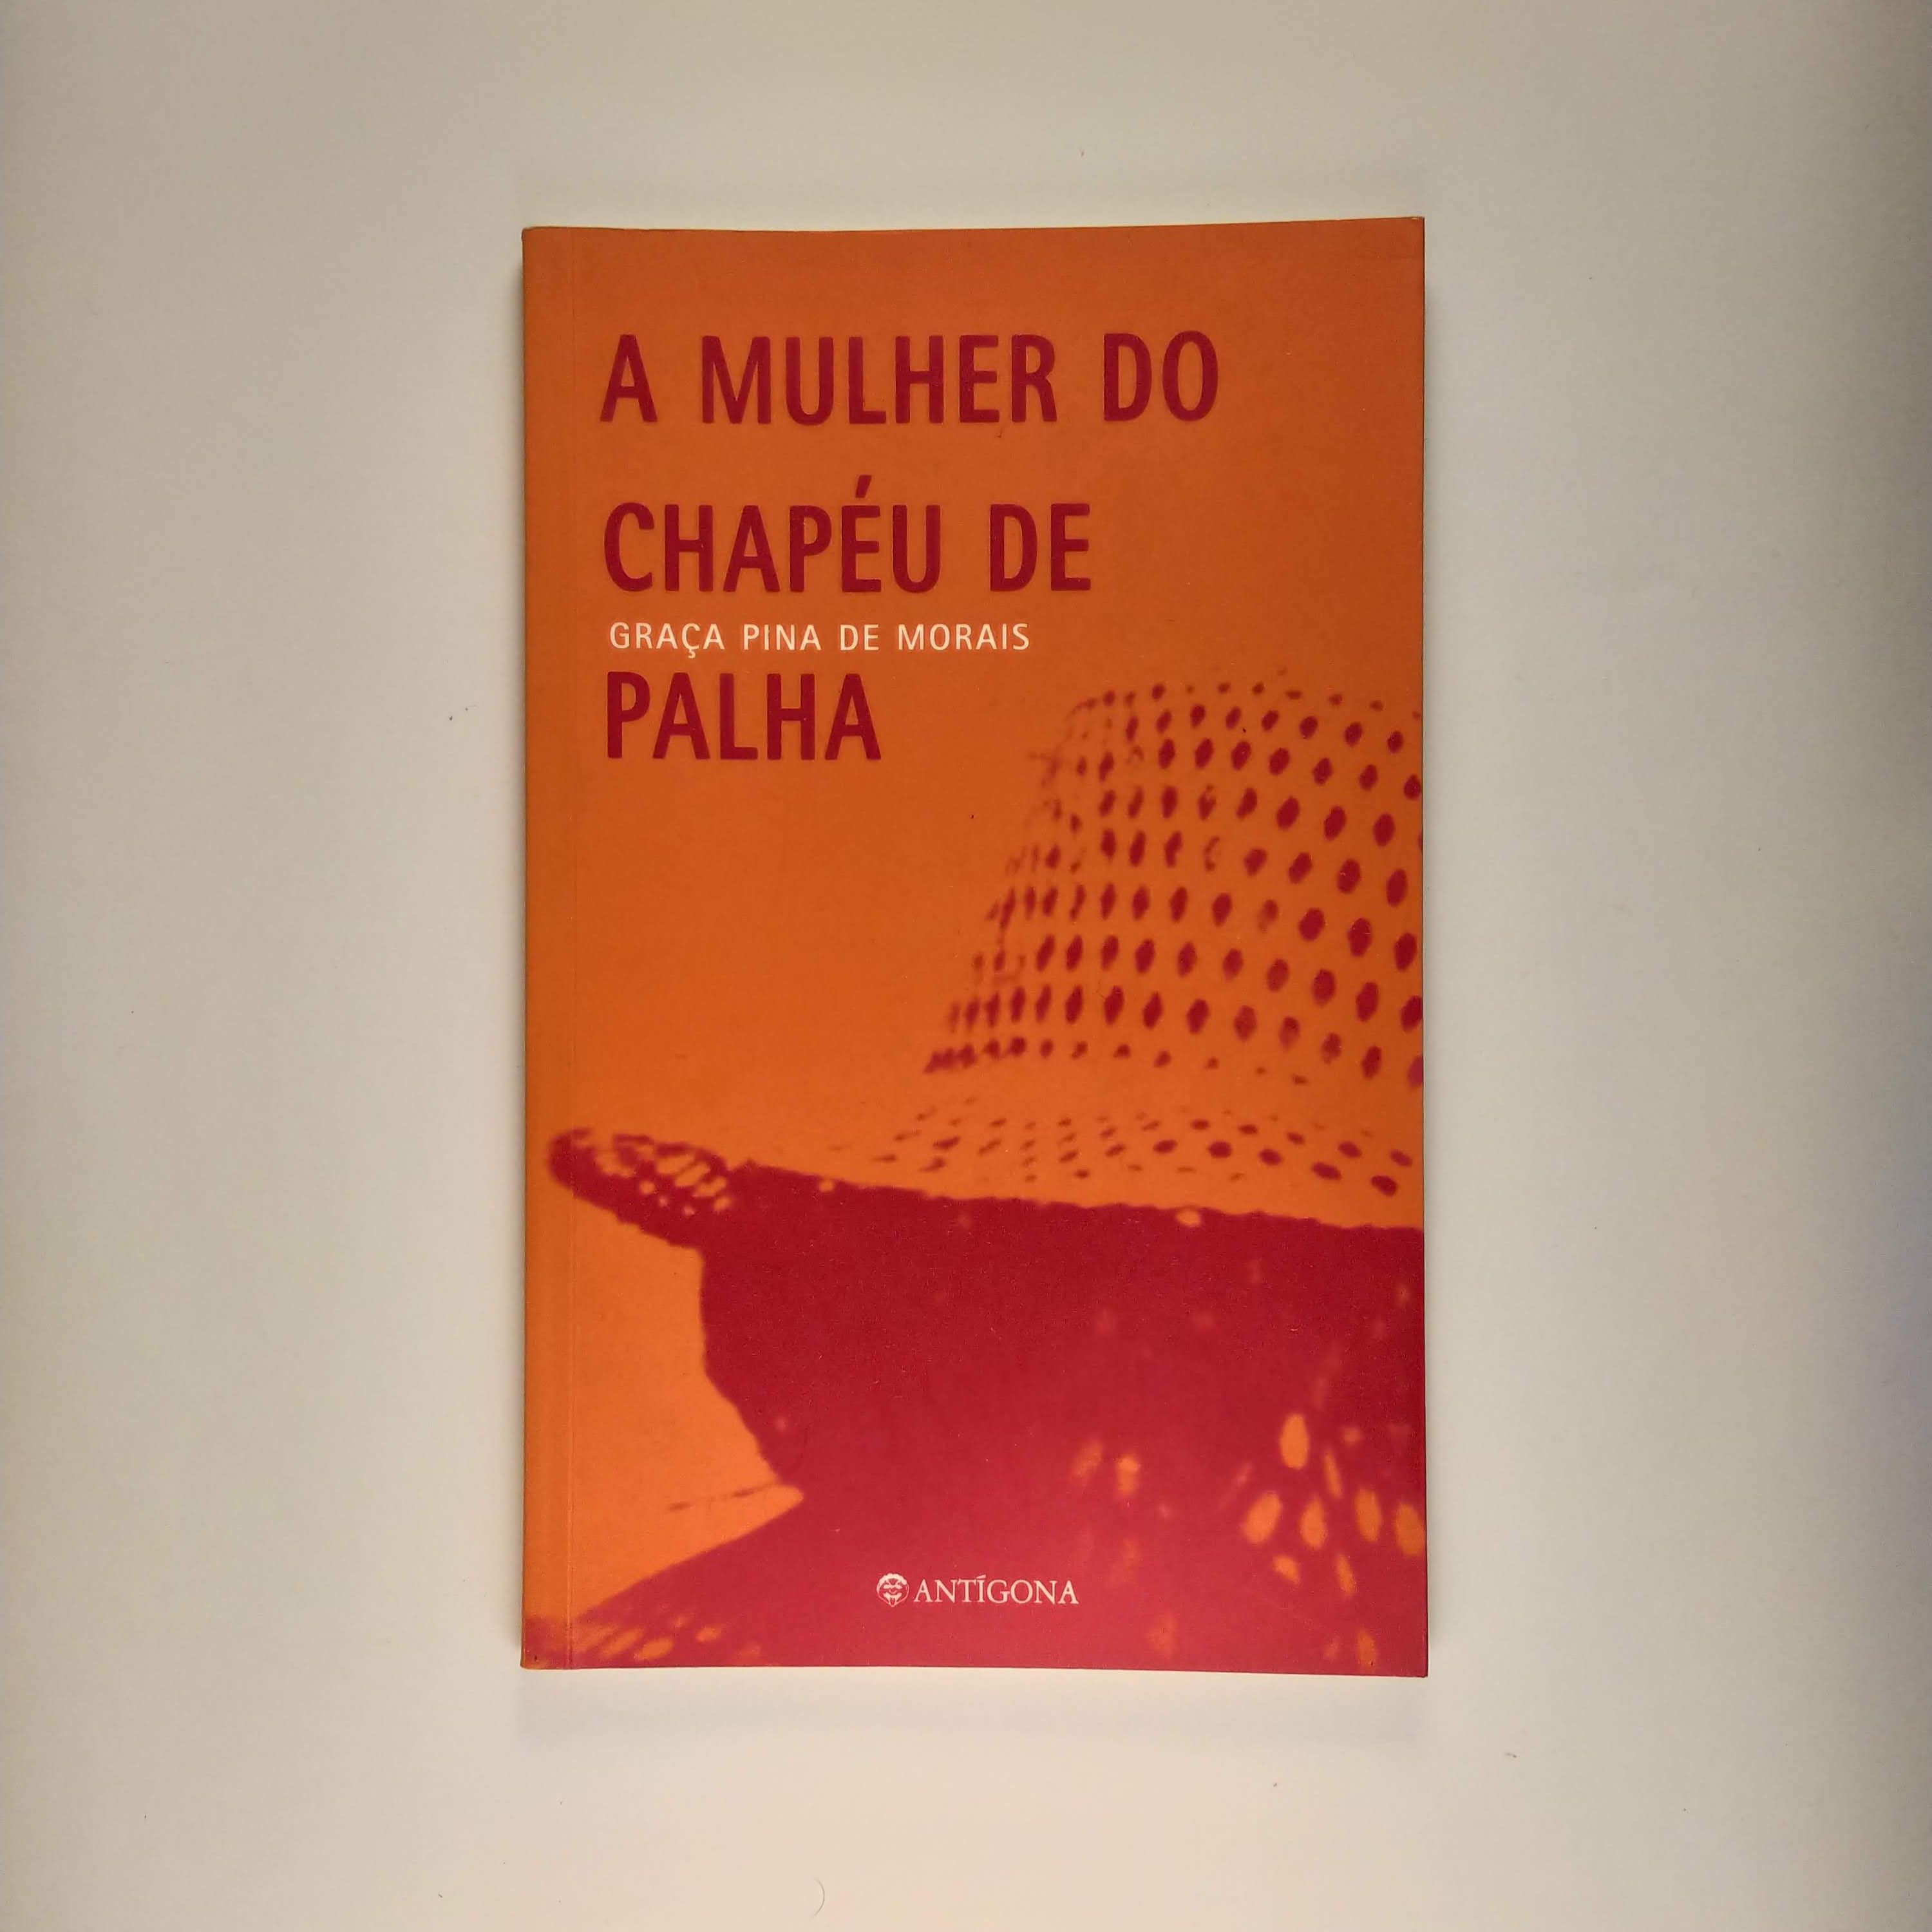 A MULHER DO
CHAPÉU DE
GRAÇA PINA DE MORAIS
PALHA
ANTÍGONA